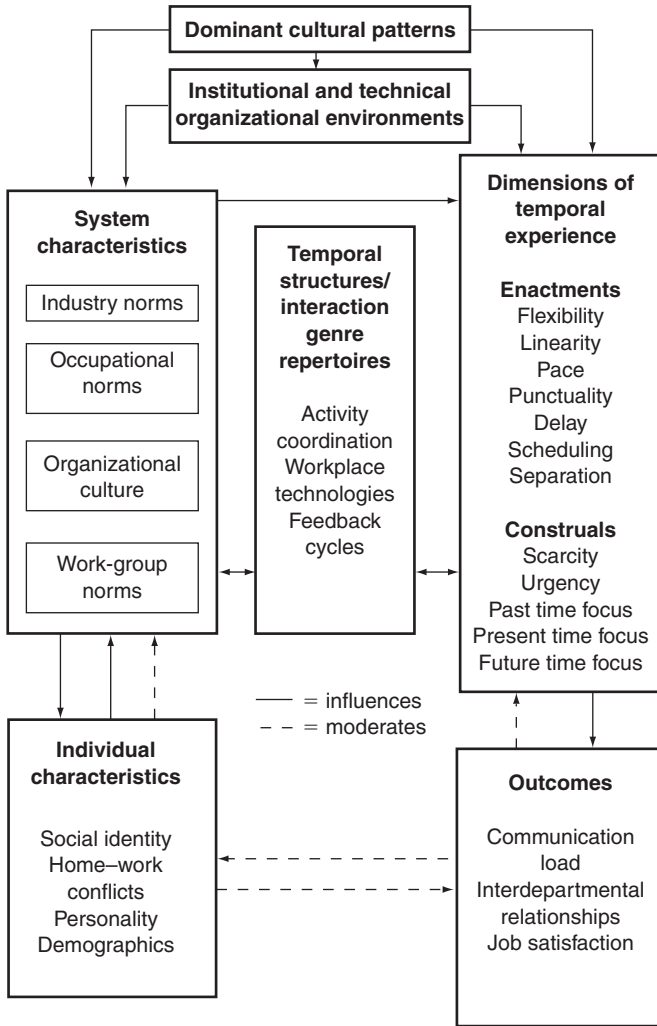 Dominant cultural patterns
Institutional and technical
organizational environments
System
characteristics
Industry norms
Occupational
norms
Organizational
culture
Work-group
norms
Temporal
structures/
interaction
genre
repertoires
Activity
coordination
Workplace
technologies
Feedback
cycles
Dimensions of
temporal
experience
Enactments
Flexibility
Linearity
Pace
Punctuality
Delay
Scheduling
Separation
Construals
Scarcity
Urgency
Past time focus
Present time focus
Future time focus
= influences
= moderates
Individual
characteristics
Social identity
Home–work
conflicts
Personality
Demographics
Outcomes
Communication
load
Interdepartmental
relationships
Job satisfaction